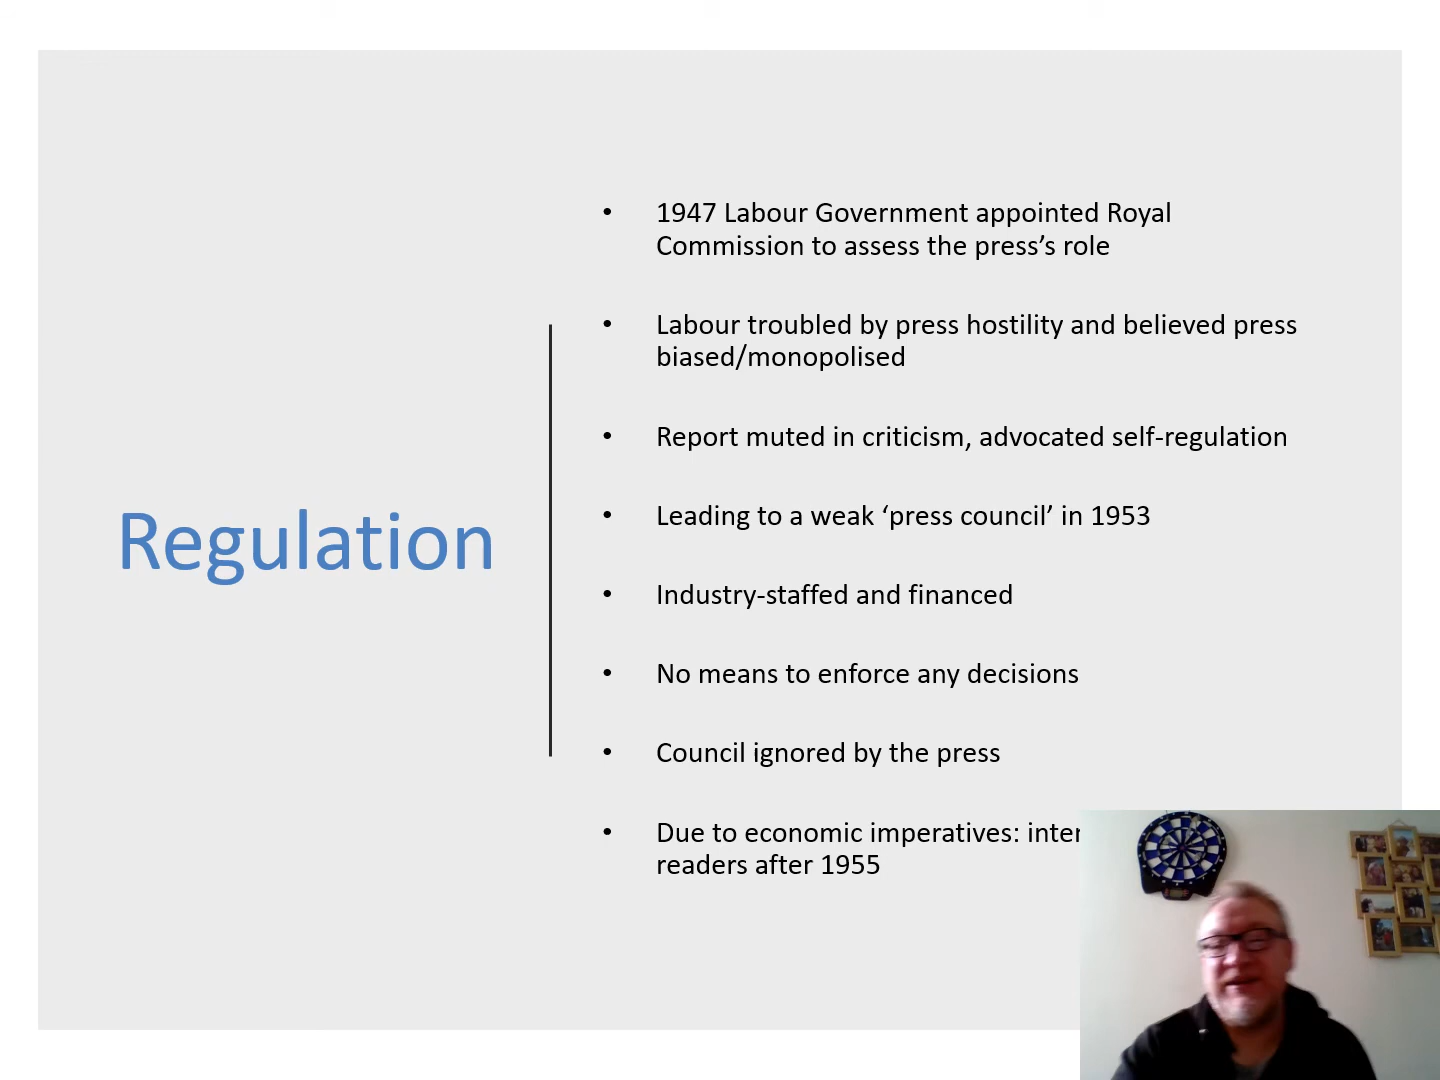 Regulation
• 1947 Labour Government appointed Royal
Commission to assess the press’s role
• Labour troubled by press hostility and believed press
biased/monopolised
• Report muted in criticism, advocated self-regulation
• Leading to a weak ‘press council’ in 1953
• Industry-staffed and financed
• No means to enforce any decisions
• Council ignored by the press
• Due to economic imperatives:
readers after 1955